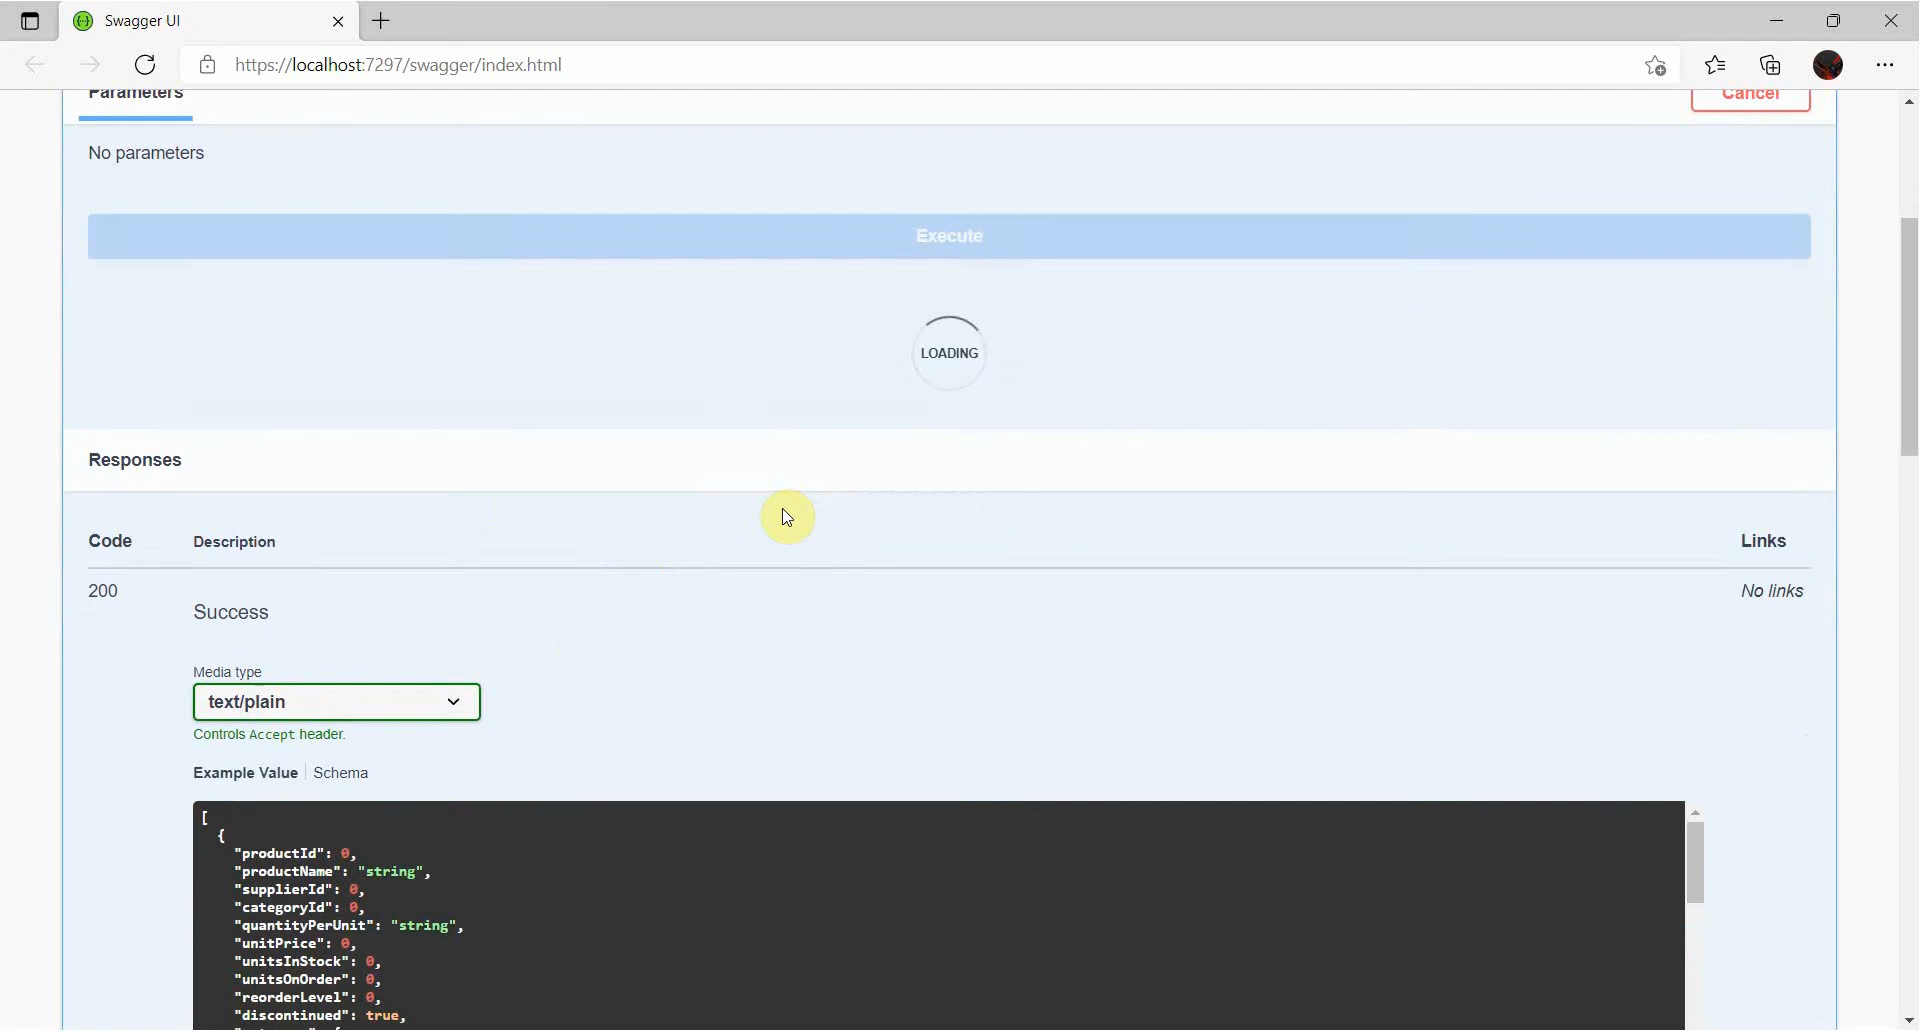 Swagger UI
https://localhost:7297/swagger/index.html
Parameters
Cancel
No parameters
Execute
LOADING
Responses
Code Description Links
200 No links
Success
Media type
text/plain
Controls Accept header.
Example Value Schema
[
{
"productId": 0,
"productName": "string",
"supplierId": 0,
"categoryId": 0,
"quantityPerUnit": "string",
"unitPrice": 0,
"unitsInStock": 0,
"unitsOnOrder": 0,
"reorderLevel": 0,
"discontinued": true,